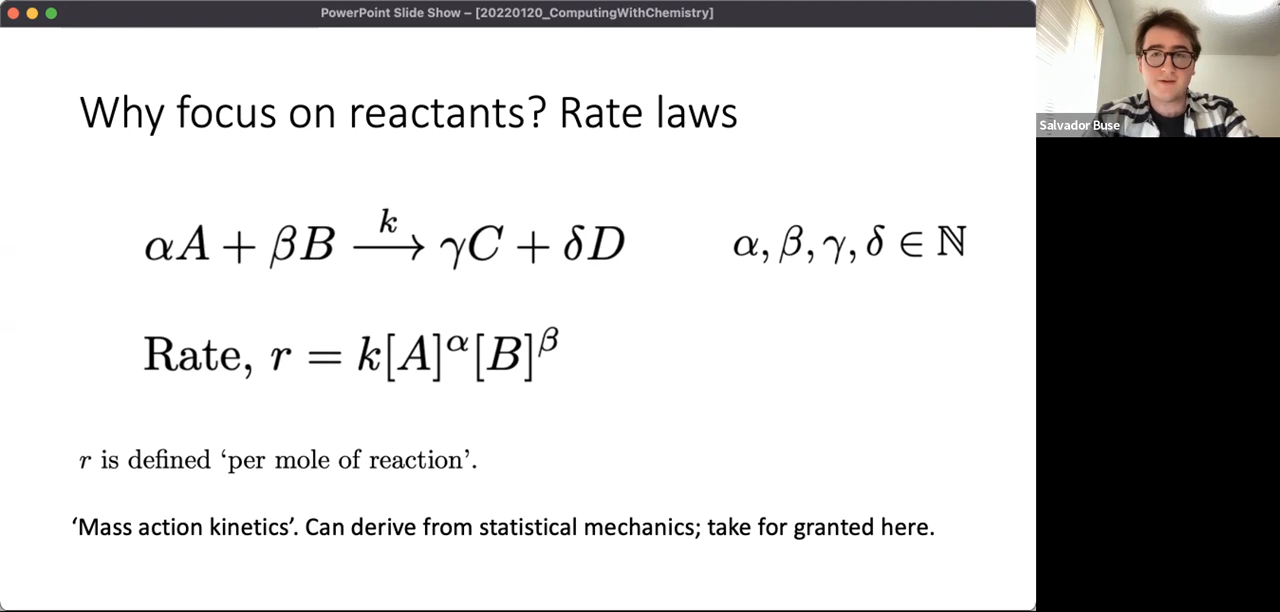 PowerPoint Slide Show – [20220120_ComputingWithChemistry]
Salvador Buse
Why focus on reactants? Rate laws
αA + βB \xrightarrow{k} γC + δD
α, β, γ, δ ∈ ℕ
Rate, r = k[A]^α[B]^β
r is defined ‘per mole of reaction’.
‘Mass action kinetics’. Can derive from statistical mechanics; take for granted here.